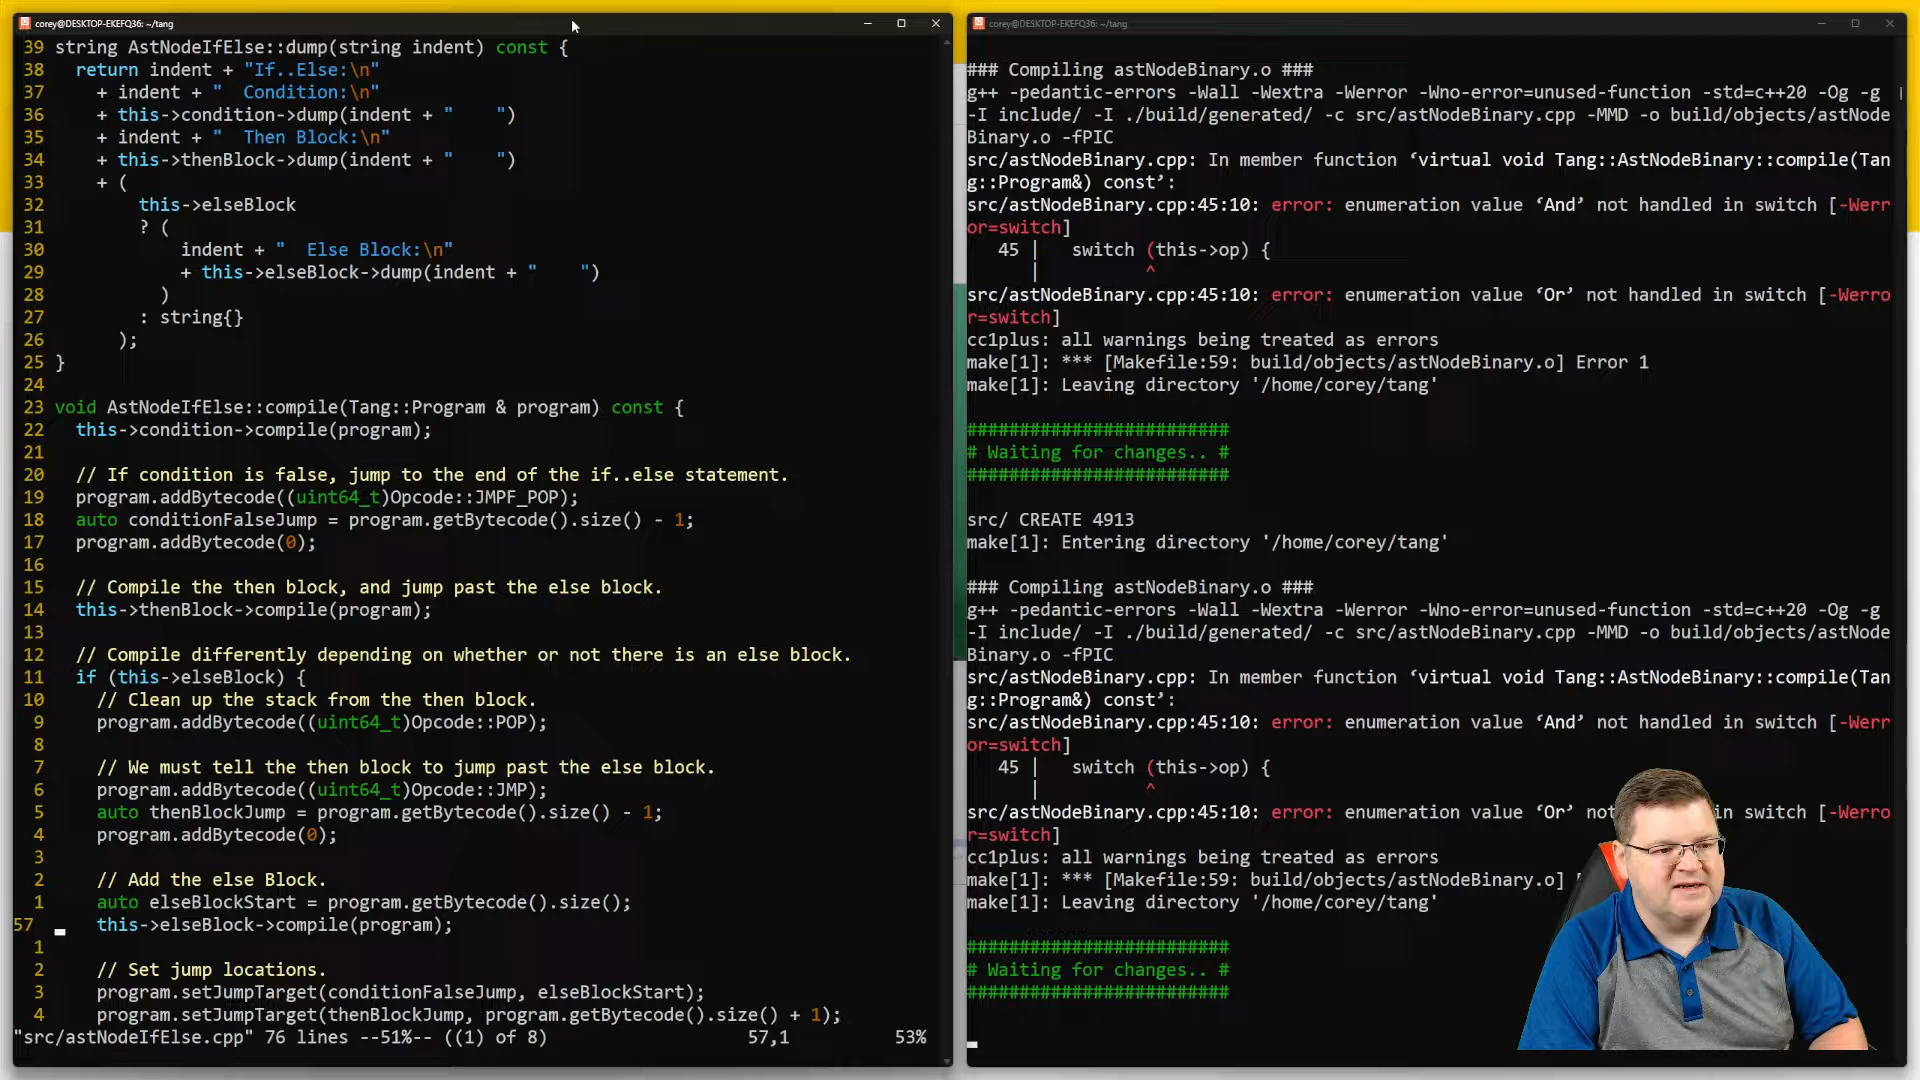 corey@DESKTOP-EKEFQ36: ~/tang
39 string AstNodeIfElse::dump(string indent) const {
38   return indent + "If..Else:\n"
37     + indent + "  Condition:\n"
36     + this->condition->dump(indent + "    ")
35     + indent + "  Then Block:\n"
34     + this->thenBlock->dump(indent + "    ")
33     + (
32         this->elseBlock
31         ? (
30             indent + "  Else Block:\n"
29             + this->elseBlock->dump(indent + "    ")
28           )
27         : string{}
26       );
25 }
24
23 void AstNodeIfElse::compile(Tang::Program & program) const {
22   this->condition->compile(program);
21
20   // If condition is false, jump to the end of the if..else statement.
19   program.addBytecode((uint64_t)Opcode::JMPF_POP);
18   auto conditionFalseJump = program.getBytecode().size() - 1;
17   program.addBytecode(0);
16
15   // Compile the then block, and jump past the else block.
14   this->thenBlock->compile(program);
13
12   // Compile differently depending on whether or not there is an else block.
11   if (this->elseBlock) {
10     // Clean up the stack from the then block.
9     program.addBytecode((uint64_t)Opcode::POP);
8
7     // We must tell the then block to jump past the else block.
6     program.addBytecode((uint64_t)Opcode::JMP);
5     auto thenBlockJump = program.getBytecode().size() - 1;
4     program.addBytecode(0);
3
2     // Add the else Block.
1     auto elseBlockStart = program.getBytecode().size();
57     this->elseBlock->compile(program);
1
2     // Set jump locations.
3     program.setJumpTarget(conditionFalseJump, elseBlockStart);
4     program.setJumpTarget(thenBlockJump, program.getBytecode().size() + 1);
"src/astNodeIfElse.cpp" 76 lines --51%-- ((1) of 8) 57,1 53%
corey@DESKTOP-EKEFQ36: ~/tang
### Compiling astNodeBinary.o ###
g++ -pedantic-errors -Wall -Wextra -Werror -Wno-error=unused-function -std=c++20 -Og -g
-I include/ -I ./build/generated/ -c src/astNodeBinary.cpp -MMD -o build/objects/astNode
Binary.o -fPIC
src/astNodeBinary.cpp: In member function ‘virtual void Tang::AstNodeBinary::compile(Tan
g::Program&) const’:
src/astNodeBinary.cpp:45:10: error: enumeration value ‘And’ not handled in switch [-Werr
or=switch]
45 |   switch (this->op) {
|          ^
src/astNodeBinary.cpp:45:10: error: enumeration value ‘Or’ not handled in switch [-Werro
r=switch]
cc1plus: all warnings being treated as errors
make[1]: *** [Makefile:59: build/objects/astNodeBinary.o] Error 1
make[1]: Leaving directory '/home/corey/tang'
#########################
# Waiting for changes.. #
#########################
src/ CREATE 4913
make[1]: Entering directory '/home/corey/tang'
### Compiling astNodeBinary.o ###
g++ -pedantic-errors -Wall -Wextra -Werror -Wno-error=unused-function -std=c++20 -Og -g
-I include/ -I ./build/generated/ -c src/astNodeBinary.cpp -MMD -o build/objects/astNode
Binary.o -fPIC
src/astNodeBinary.cpp: In member function ‘virtual void Tang::AstNodeBinary::compile(Tan
g::Program&) const’:
src/astNodeBinary.cpp:45:10: error: enumeration value ‘And’ not handled in switch [-Werr
or=switch]
45 |   switch (this->op) {
|          ^
src/astNodeBinary.cpp:45:10: error: enumeration value ‘Or’ not in switch [-Werro
r=switch]
cc1plus: all warnings being treated as errors
make[1]: *** [Makefile:59: build/objects/astNodeBinary.o]
make[1]: Leaving directory '/home/corey/tang'
#########################
# Waiting for changes.. #
#########################